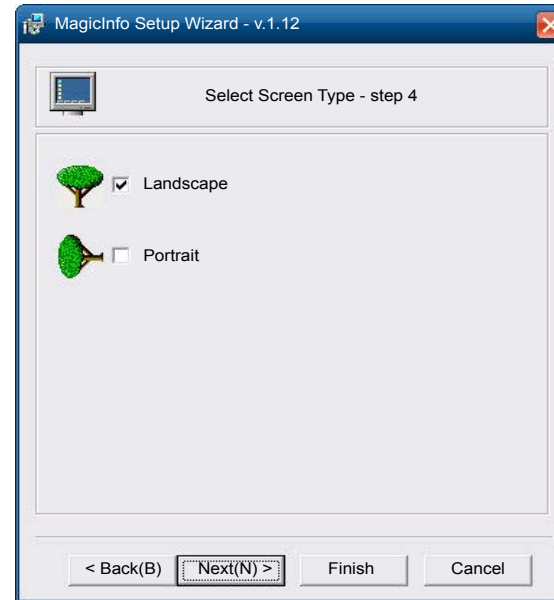 MagicInfo Setup Wizard - v.1.12
Select Screen Type - step 4
Landscape
Portrait
< Back(B) Next(N) > Finish Cancel